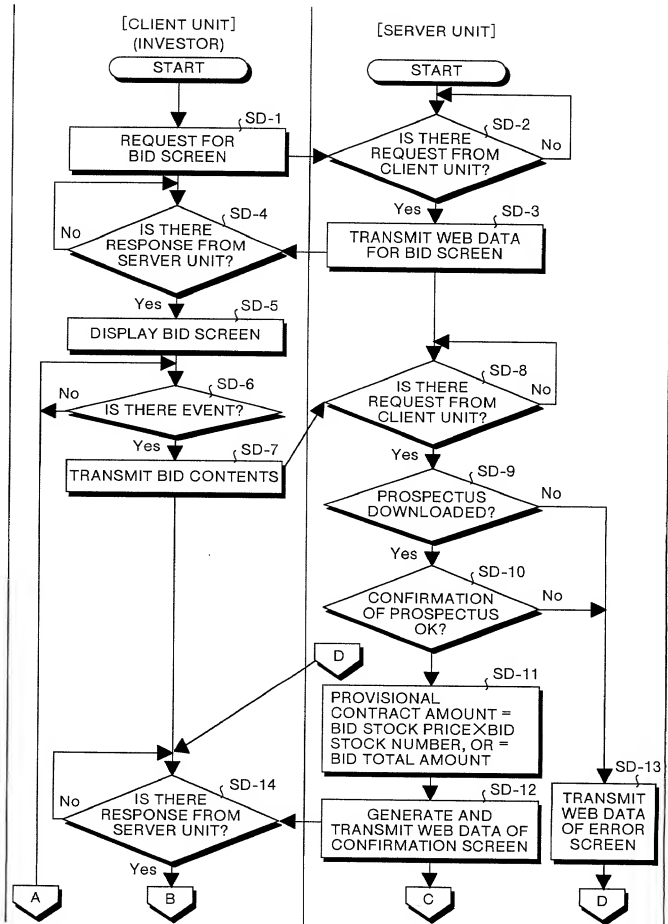 [CLIENT UNIT]
(INVESTOR)
[SERVER UNIT]
START
START
SD-1
REQUEST FOR
BID SCREEN
SD-2
IS THERE
REQUEST FROM
CLIENT UNIT?
No
Yes
SD-3
TRANSMIT WEB DATA
FOR BID SCREEN
SD-4
IS THERE
RESPONSE FROM
SERVER UNIT?
No
Yes
SD-5
DISPLAY BID SCREEN
SD-6
IS THERE EVENT?
No
Yes
SD-7
TRANSMIT BID CONTENTS
SD-8
IS THERE
REQUEST FROM
CLIENT UNIT?
No
Yes
SD-9
PROSPECTUS
DOWNLOADED?
No
Yes
SD-10
CONFIRMATION
OF PROSPECTUS
OK?
No
D
SD-11
PROVISIONAL
CONTRACT AMOUNT =
BID STOCK PRICE×BID
STOCK NUMBER, OR =
BID TOTAL AMOUNT
SD-12
GENERATE AND
TRANSMIT WEB DATA OF
CONFIRMATION SCREEN
SD-13
TRANSMIT
WEB DATA
OF ERROR
SCREEN
SD-14
IS THERE
RESPONSE FROM
SERVER UNIT?
No
Yes
A
B
C
D